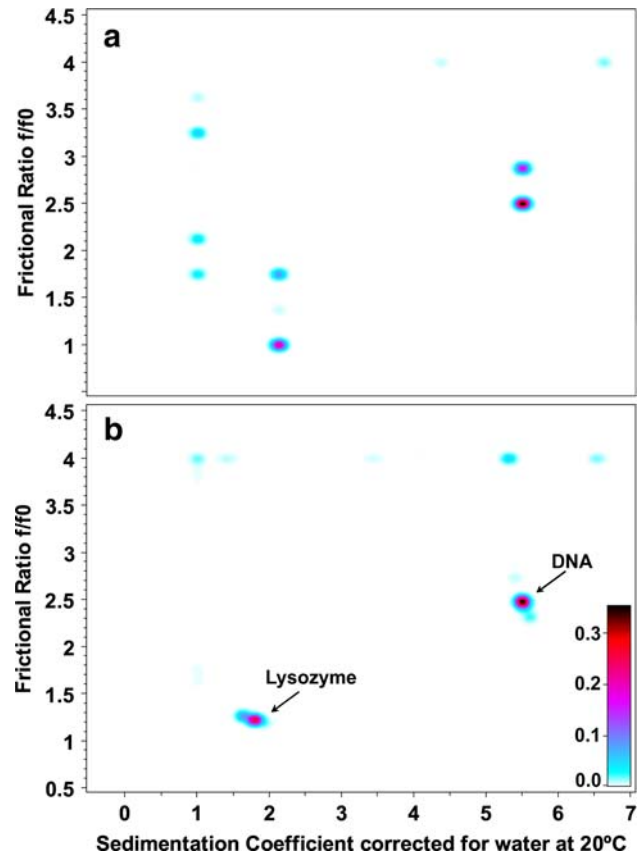 a
4.5
4
3.5
3
2.5
2
1.5
1
Frictional Ratio f/f0
b
4.5
4
3.5
3
2.5
2
1.5
1
0.5
Frictional Ratio f/f0
DNA
Lysozyme
0.3
0.2
0.1
0.0
0 1 2 3 4 5 6 7
Sedimentation Coefficient corrected for water at 20ºC